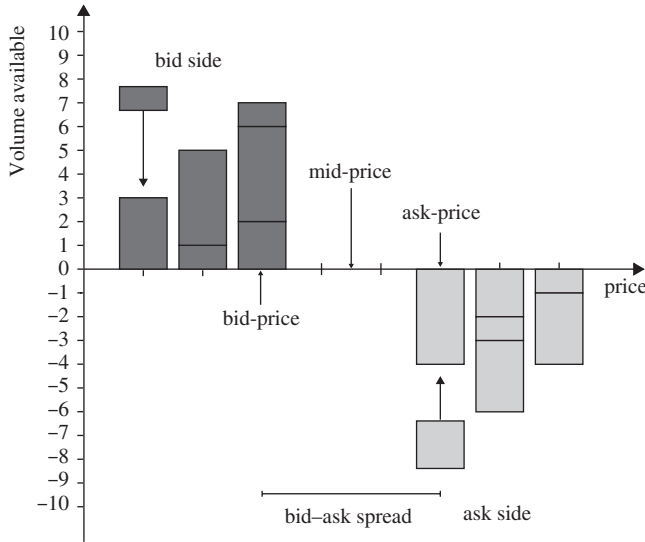 Volume available
10
9
8
7
6
5
4
3
2
1
0
–1
–2
–3
–4
–5
–6
–7
–8
–9
–10
bid side
mid-price
ask-price
price
bid-price
bid–ask spread
ask side